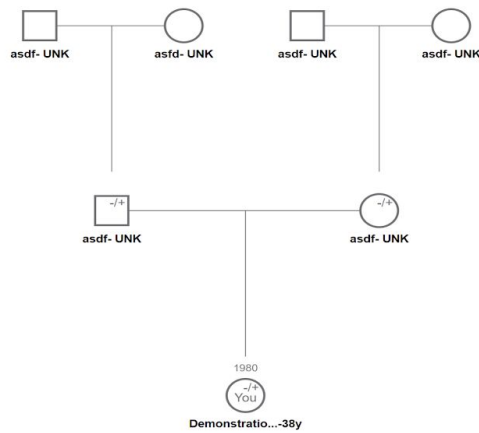 asdf- UNK
asfd- UNK
asdf- UNK
asdf- UNK
-/+
-/+
asdf- UNK
asdf- UNK
1980
-/+
You
Demonstratio...-38y